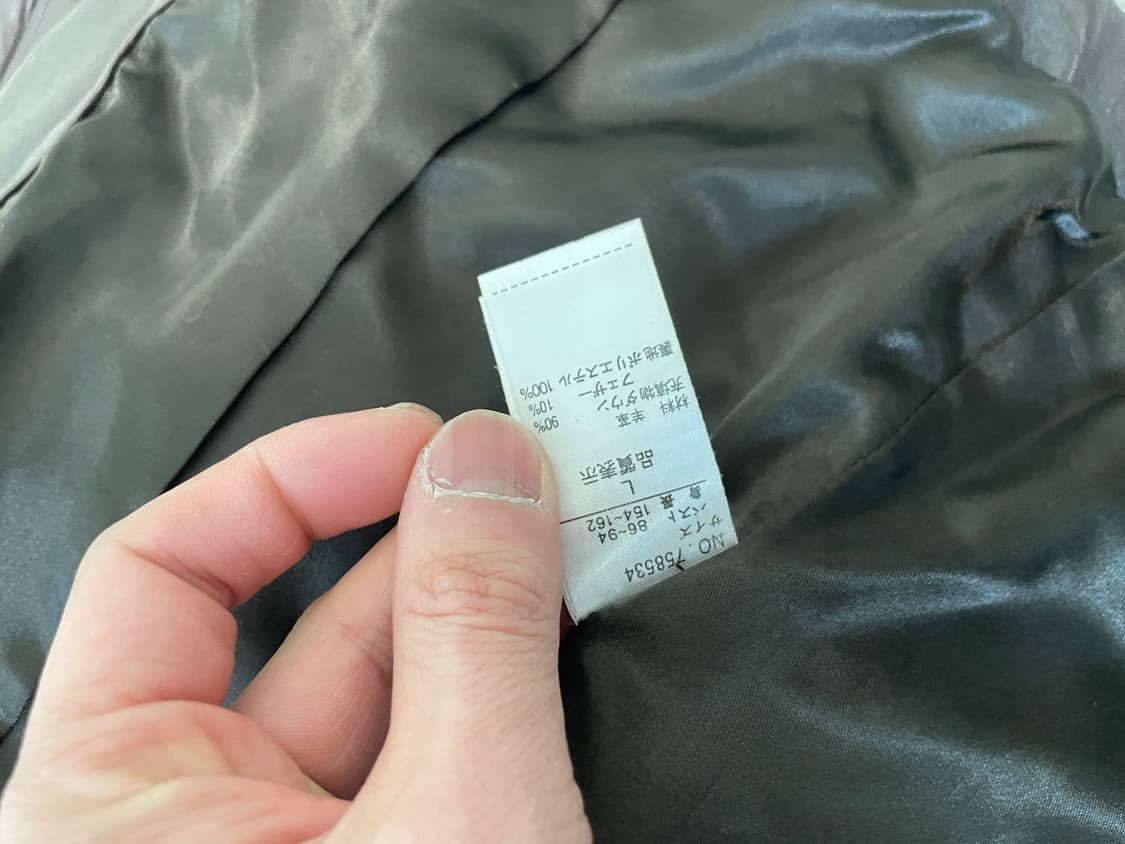 NO. 758534
サイズ
バスト 86~94
身長 154~162
L
品質表示
材料 羊革
充填物 ダウン 90%
フェザー 10%
裏地 ポリエステル 100%